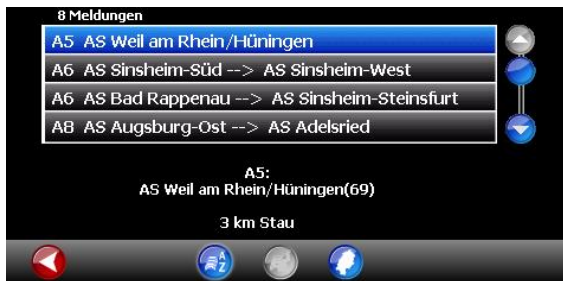 8 Meldungen
A5 AS Weil am Rhein/Hüningen
A6 AS Sinsheim-Süd --> AS Sinsheim-West
A6 AS Bad Rappenau --> AS Sinsheim-Steinsfurt
A8 AS Augsburg-Ost --> AS Adelsried
A5:
AS Weil am Rhein/Hüningen(69)
3 km Stau
A
Z